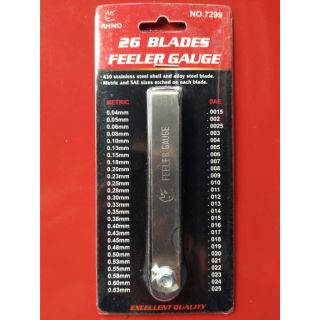 RHINO
NO.7299
26 BLADES
FEELER GAUGE
· 430 stainless steel shell and alloy steel blade.
· Metric and SAE sizes etched on each blade.
METRIC SAE
0.04mm .0015
0.05mm .002
0.06mm .0025
0.08mm .003
0.10mm .004
0.13mm .005
0.15mm .006
0.18mm .007
0.20mm .008
0.23mm .009
0.25mm .010
0.28mm .011
0.30mm .012
0.33mm .013
0.35mm .014
0.38mm .015
0.40mm .016
0.45mm .018
0.48mm .019
0.50mm .020
0.53mm .021
0.55mm .022
0.58mm .023
0.60mm .024
0.63mm .025
FEELER GAUGE
EXCELLENT QUALITY